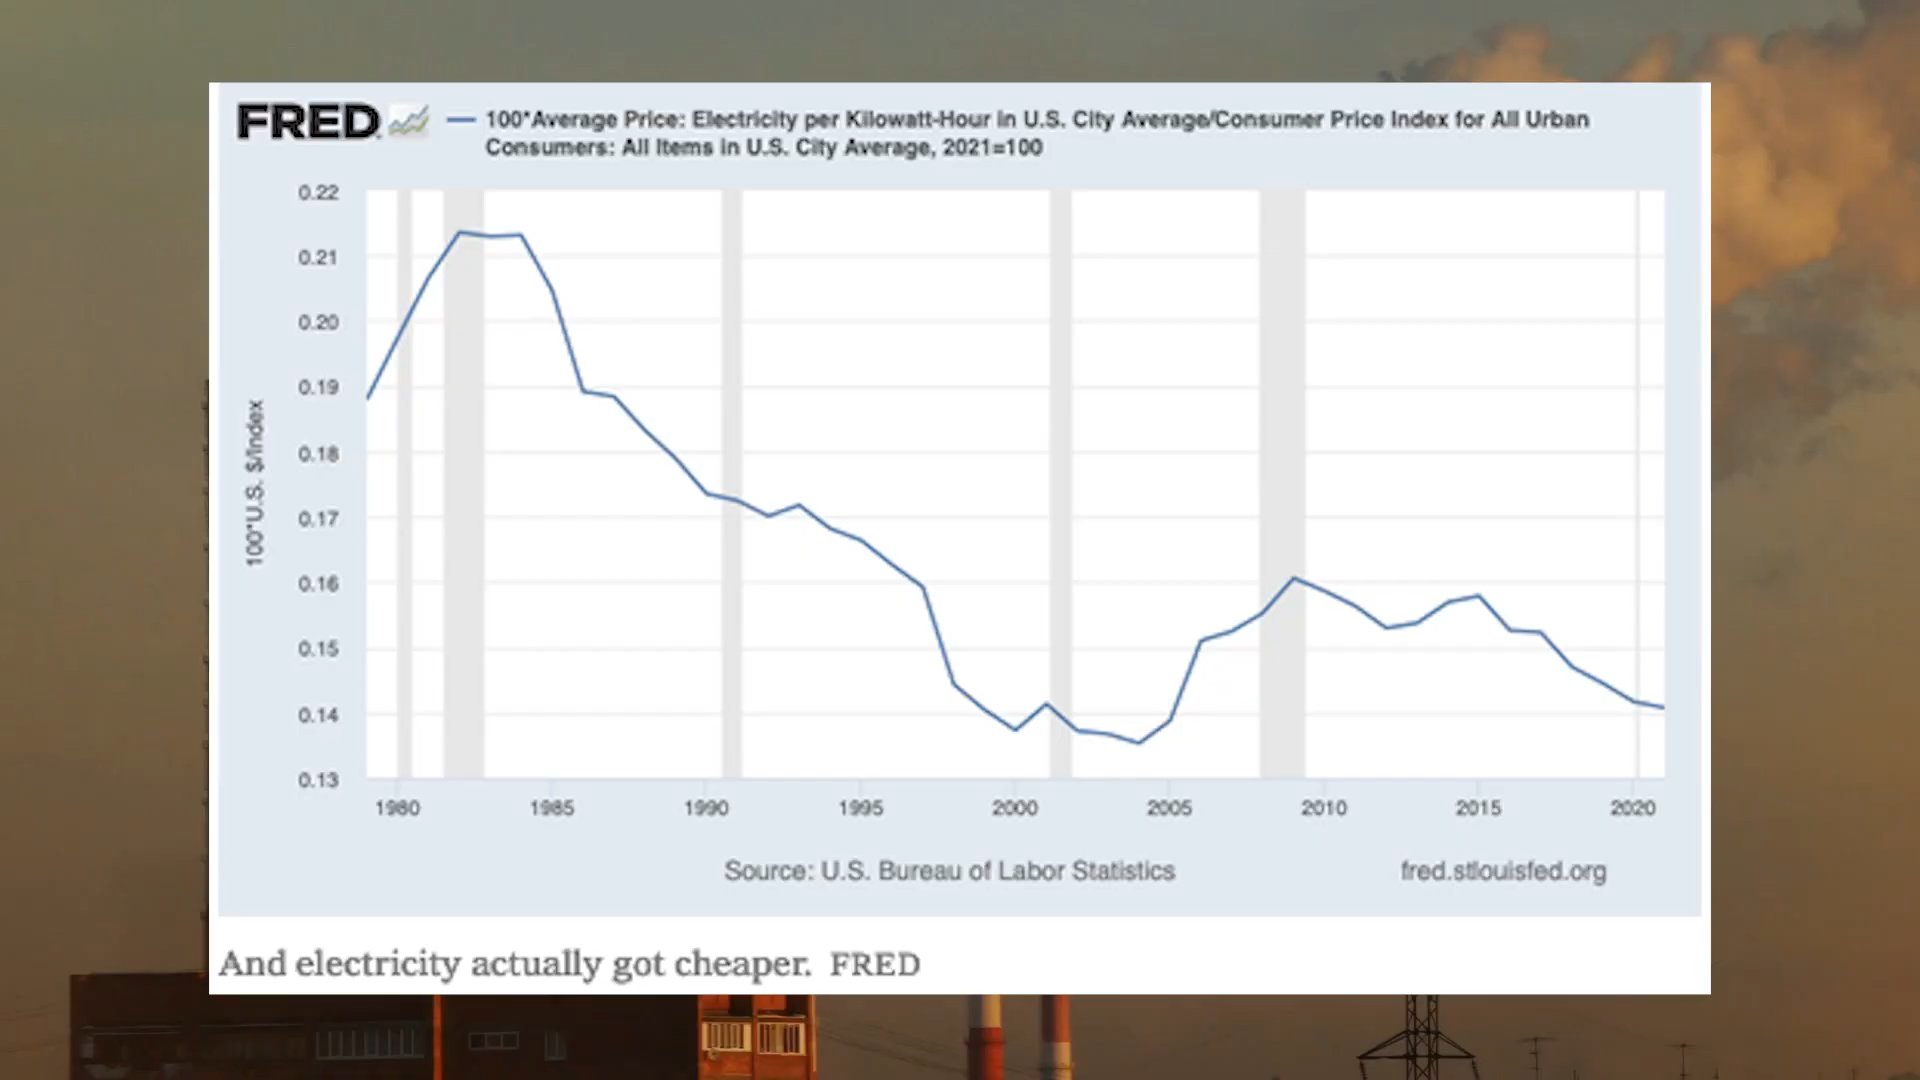 FRED
100*Average Price: Electricity per Kilowatt-Hour in U.S. City Average/Consumer Price Index for All Urban
Consumers: All Items in U.S. City Average, 2021=100
100*U.S. $/Index
0.22
0.21
0.20
0.19
0.18
0.17
0.16
0.15
0.14
0.13
1980 1985 1990 1995 2000 2005 2010 2015 2020
Source: U.S. Bureau of Labor Statistics fred.stlouisfed.org
And electricity actually got cheaper. FRED